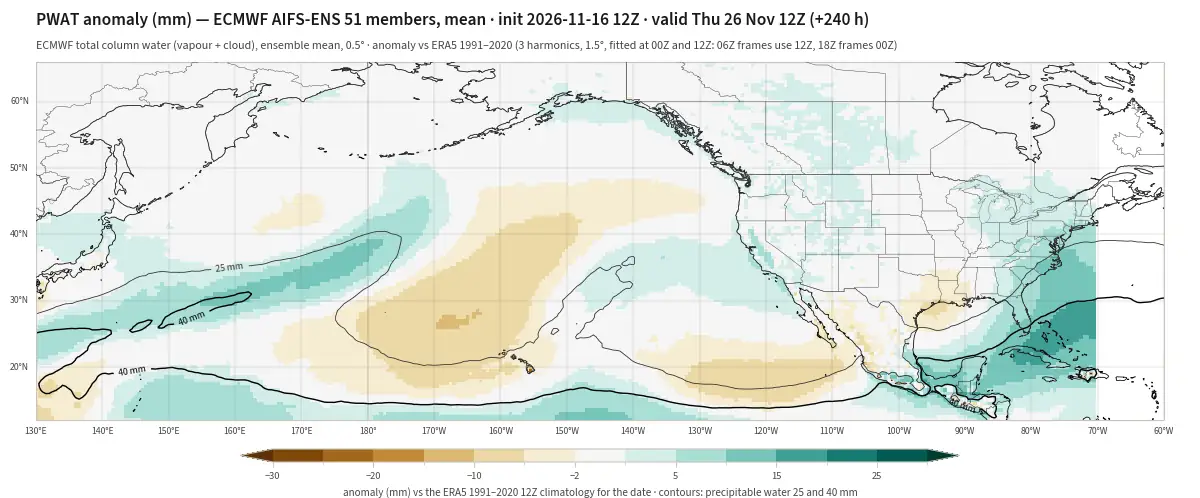 PWAT anomaly (mm) — ECMWF AIFS-ENS 51 members, mean · init 2026-11-16 12Z · valid Thu 26 Nov 12Z (+240 h)
ECMWF total column water (vapour + cloud), ensemble mean, 0.5° · anomaly vs ERA5 1991–2020 (3 harmonics, 1.5°, fitted at 00Z and 12Z: 06Z frames use 12Z, 18Z frames 00Z)
60°N
50°N
40°N
25 mm
30°N
40 mm
20°N
40 mm
130°E 140°E 150°E 160°E 170°E 180° 170°W 160°W 150°W 140°W 130°W 120°W 110°W 100°W 90°W 80°W 70°W 60°W
−30 −20 −10 −2 5 15 25
anomaly (mm) vs the ERA5 1991–2020 12Z climatology for the date · contours: precipitable water 25 and 40 mm